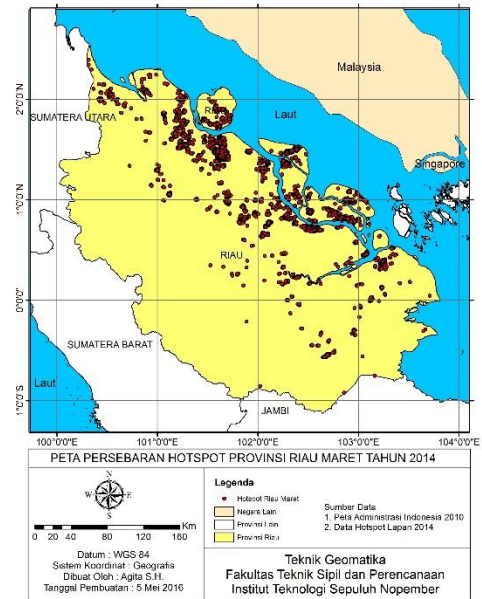 Malaysia
2°0'0"N
SUMATERA UTARA
Laut
Singapore
1°0'0"N
RIAU
0°0'0"
SUMATERA BARAT
Laut
1°0'0"S
JAMBI
100°0'0"E 101°0'0"E 102°0'0"E 103°0'0"E 104°0'0"E
PETA PERSEBARAN HOTSPOT PROVINSI RIAU MARET TAHUN 2014
N
0 20 40 80 120 160 Km
Datum : WGS 84
Sistem Koordinat : Geografis
Dibuat Oleh : Agita S.H.
Tanggal Pembuatan : 5 Mei 2016
Legenda
Hotspot Riau Maret
Negara Lain
Provinsi Lain
Provinsi Riau
Sumber Data
1. Peta Administrasi Indonesia 2010
2. Data Hotspot Lapan 2014
Teknik Geomatika
Fakultas Teknik Sipil dan Perencanaan
Institut Teknologi Sepuluh Nopember